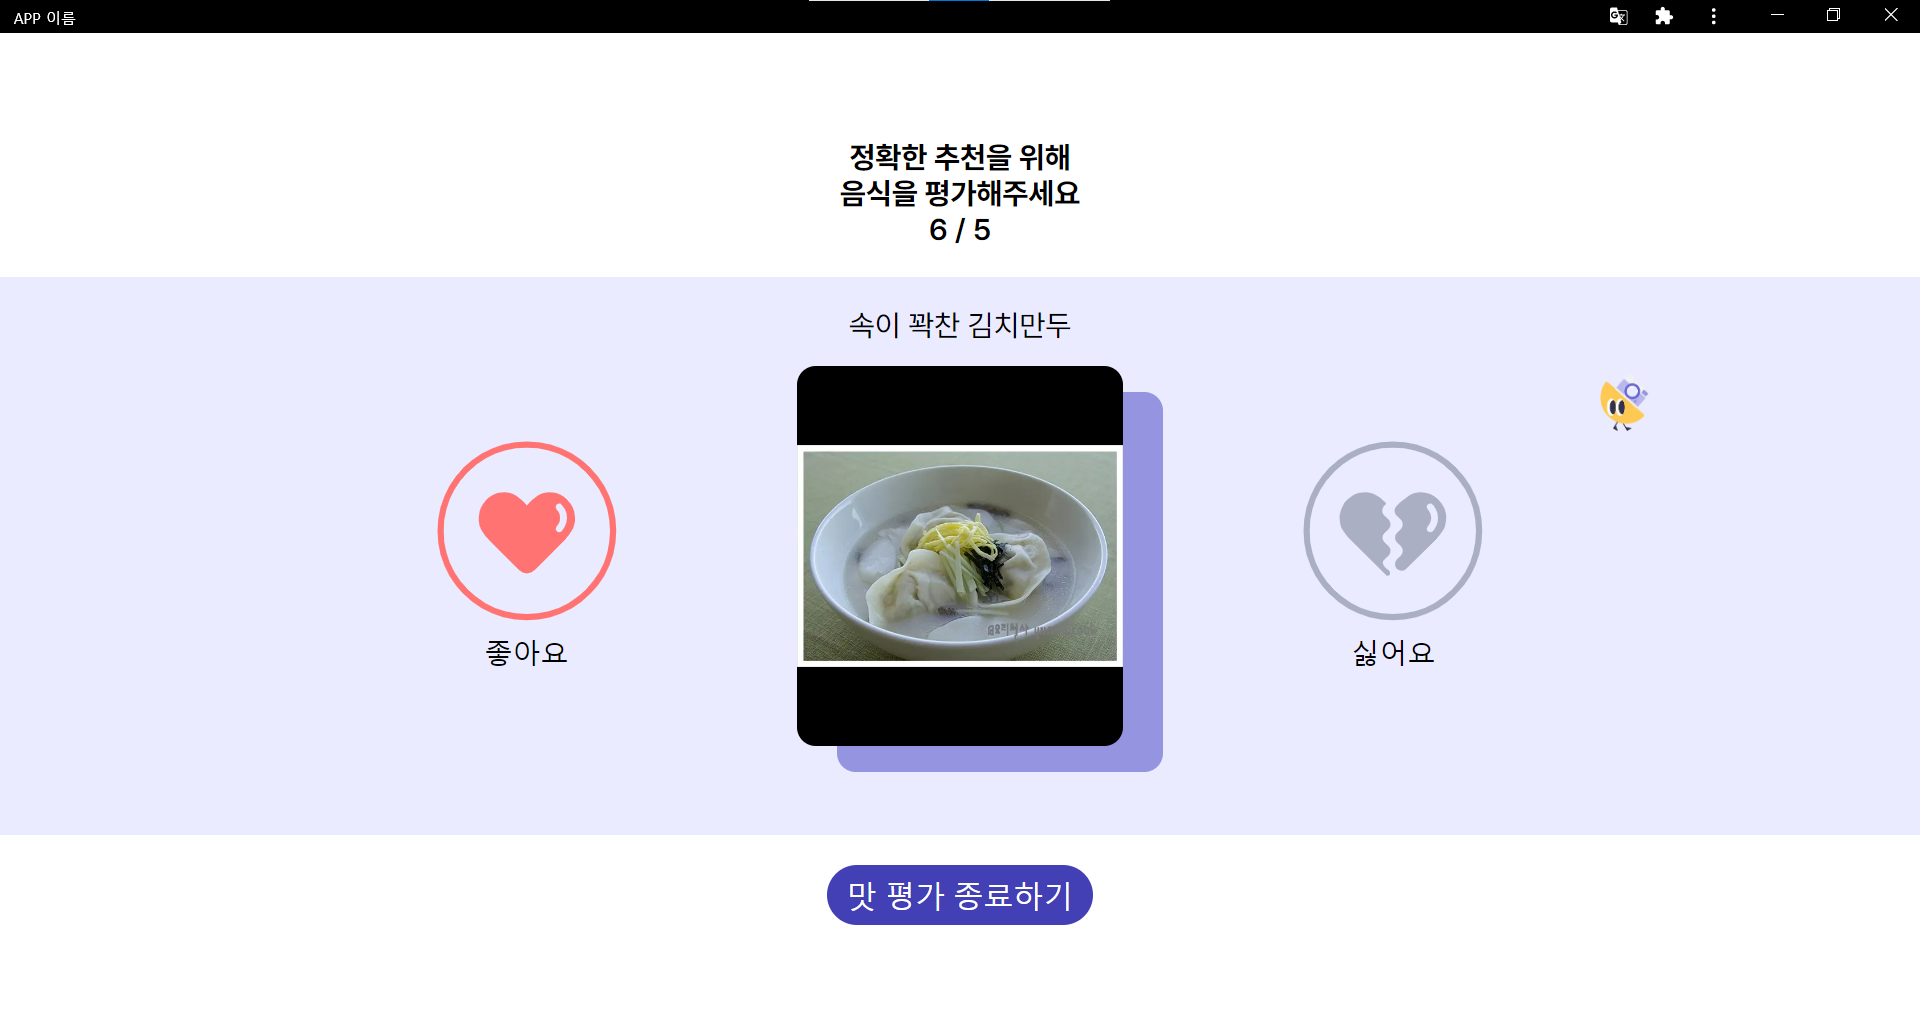 APP 이름
정확한 추천을 위해
음식을 평가해주세요
6 / 5
속이 꽉찬 김치만두
좋아요
싫어요
맛 평가 종료하기